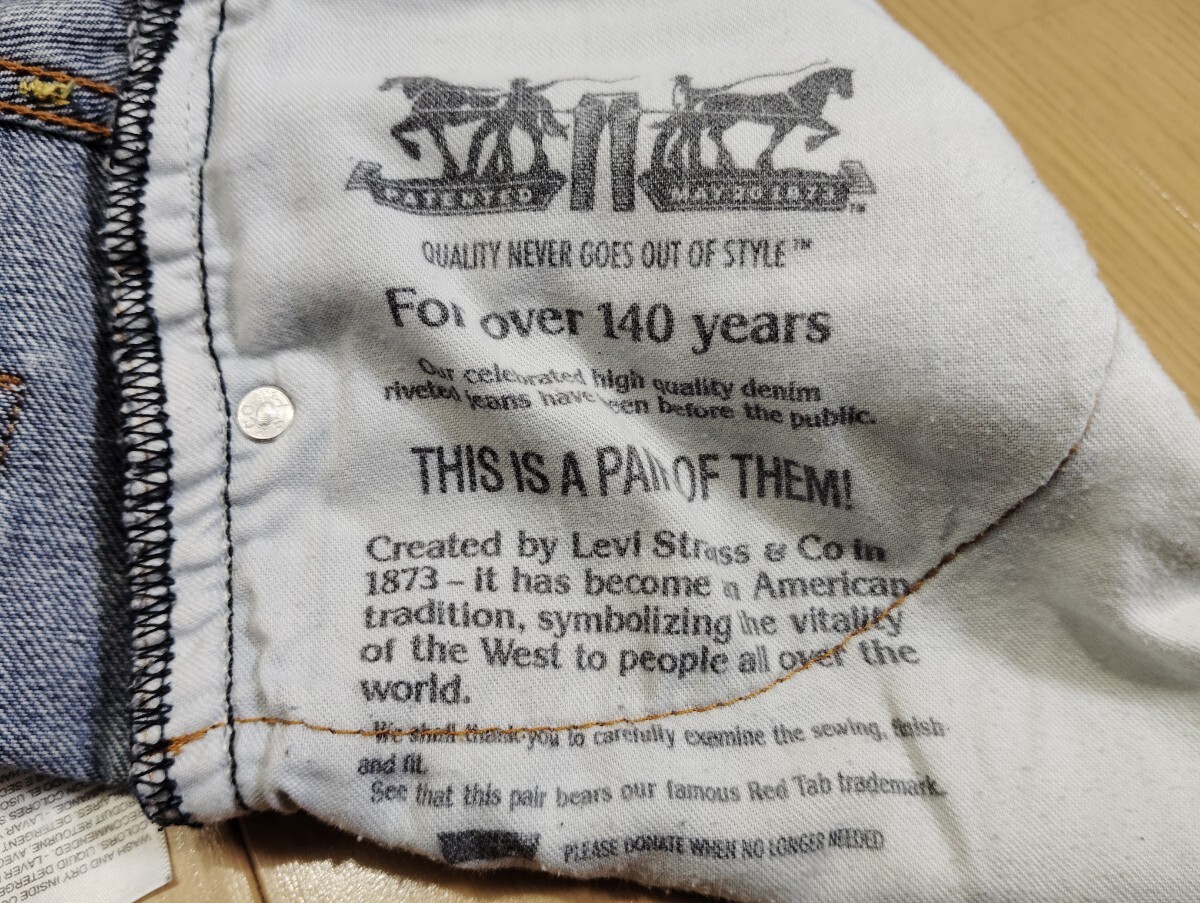 PATENTED MAY 20 1873 ™
QUALITY NEVER GOES OUT OF STYLE™
For over 140 years
Our celebrated high quality denim
riveted jeans have been before the public.
THIS IS A PAIR OF THEM!
Created by Levi Strauss & Co in
1873 – it has become a American
tradition, symbolizing the vitality
of the West to people all over the
world.
We shall thank you to carefully examine the sewing, finish
and fit.
See that this pair bears our famous Red Tab trademark.
PLEASE DONATE WHEN NO LONGER NEEDED